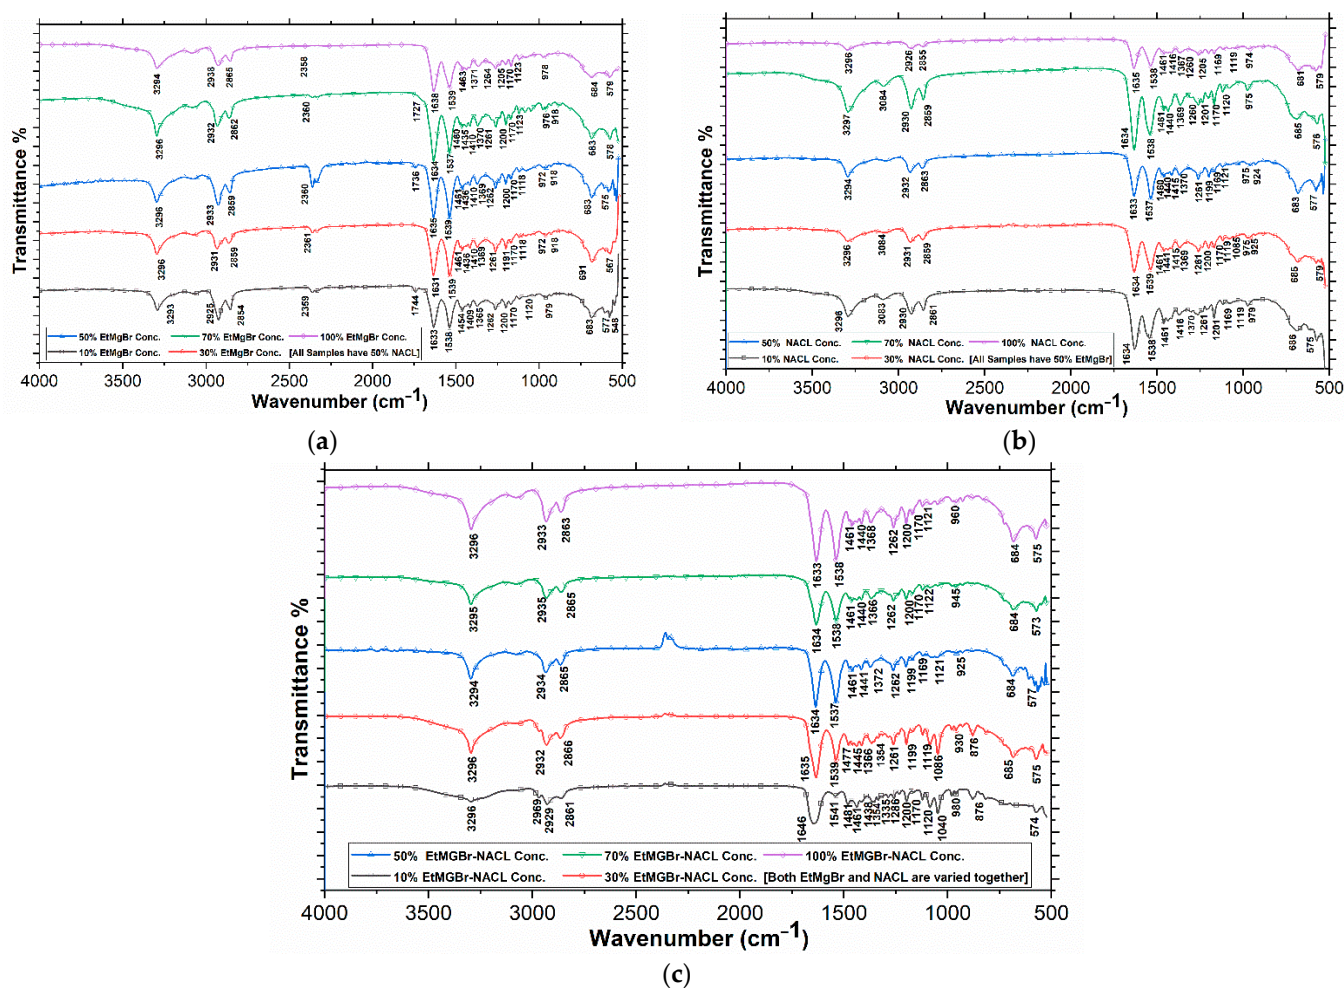 3294 2938 2865 2358 1638 1539 1463 1371 1264 1205 1170 1123 978 684 579
3296 2932 2862 2360 1727 1634 1537 1460 1435 1410 1370 1261 1200 1170 1123 976 918 683 578
3296 2933 2869 2360 1736 1635 1539 1461 1436 1410 1369 1262 1200 1170 1118 972 918 683 575
3296 2931 2859 2361 1631 1539 1461 1436 1410 1369 1261 1191 1170 1118 972 918 691 567
3293 2925 2854 2359 1744 1633 1538 1454 1409 1365 1262 1200 1170 1120 979 683 577 548
Transmittance %
50% EtMgBr Conc. 70% EtMgBr Conc. 100% EtMgBr Conc.
10% EtMgBr Conc. 30% EtMgBr Conc. [All Samples have 50% NACL]
4000 3500 3000 2500 2000 1500 1000 500
Wavenumber (cm⁻¹)
(a)
3296 2926 2855 1635 1538 1461 1416 1367 1260 1205 1169 1119 974 681 579
3297 3084 2930 2859 1634 1538 1461 1440 1369 1260 1201 1170 1120 975 685 576
3294 2932 2863 1633 1537 1460 1440 1415 1370 1261 1199 1169 1121 975 924 683 577
3296 3084 2931 2859 1634 1539 1461 1441 1415 1369 1261 1200 1170 1119 1085 975 925 685 579
3296 3083 2930 2861 1634 1538 1461 1416 1370 1261 1201 1169 1119 979 686 575
Transmittance %
50% NACL Conc. 70% NACL Conc. 100% NACL Conc.
10% NACL Conc. 30% NACL Conc. [All Samples have 50% EtMgBr]
4000 3500 3000 2500 2000 1500 1000 500
Wavenumber (cm⁻¹)
(b)
3296 2933 2863 1633 1538 1461 1440 1368 1262 1200 1170 1121 960 684 575
3295 2935 2865 1634 1538 1461 1440 1366 1262 1200 1170 1122 945 684 573
3294 2934 2865 1634 1537 1461 1441 1372 1262 1199 1169 1121 925 684 577
3296 2932 2866 1635 1539 1477 1445 1366 1354 1261 1199 1119 1086 930 876 685 575
3296 2969 2929 2861 1646 1541 1481 1461 1438 1354 1335 1286 1200 1170 1120 1040 980 876 574
Transmittance %
50% EtMGBr-NACL Conc. 70% EtMGBr-NACL Conc. 100% EtMGBr-NACL Conc.
10% EtMGBr-NACL Conc. 30% EtMGBr-NACL Conc. [Both EtMgBr and NACL are varied together]
4000 3500 3000 2500 2000 1500 1000 500
Wavenumber (cm⁻¹)
(c)